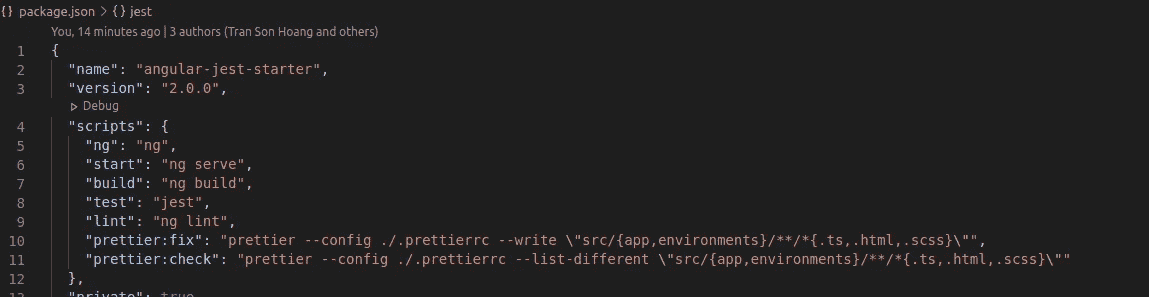 {} package.json > {} jest
You, 14 minutes ago | 3 authors (Tran Son Hoang and others)
1 {
2 "name": "angular-jest-starter",
3 "version": "2.0.0",
▷ Debug
4 "scripts": {
5 "ng": "ng",
6 "start": "ng serve",
7 "build": "ng build",
8 "test": "jest",
9 "lint": "ng lint",
10 "prettier:fix": "prettier --config ./.prettierrc --write \"src/{app,environments}/**/*{.ts,.html,.scss}\"",
11 "prettier:check": "prettier --config ./.prettierrc --list-different \"src/{app,environments}/**/*{.ts,.html,.scss}\""
12 },
13 "private": true